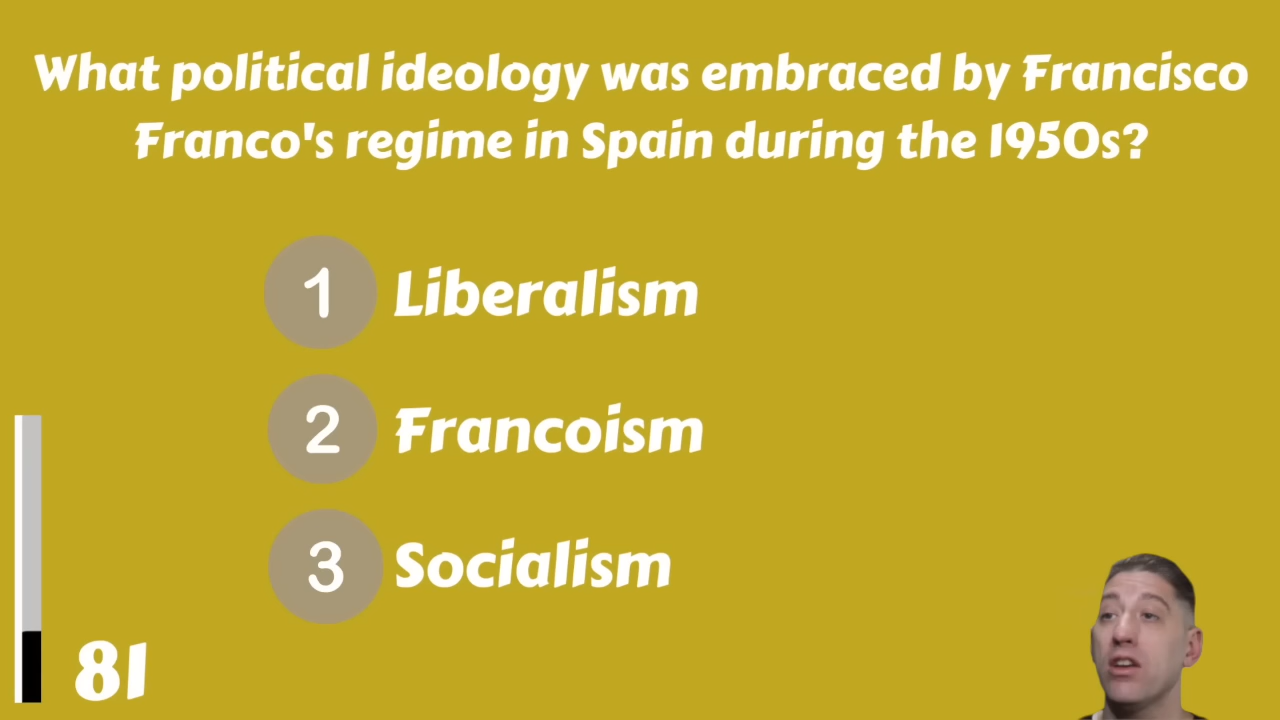 What political ideology was embraced by Francisco
Franco's regime in Spain during the 1950s?
1 Liberalism
2 Francoism
3 Socialism
81